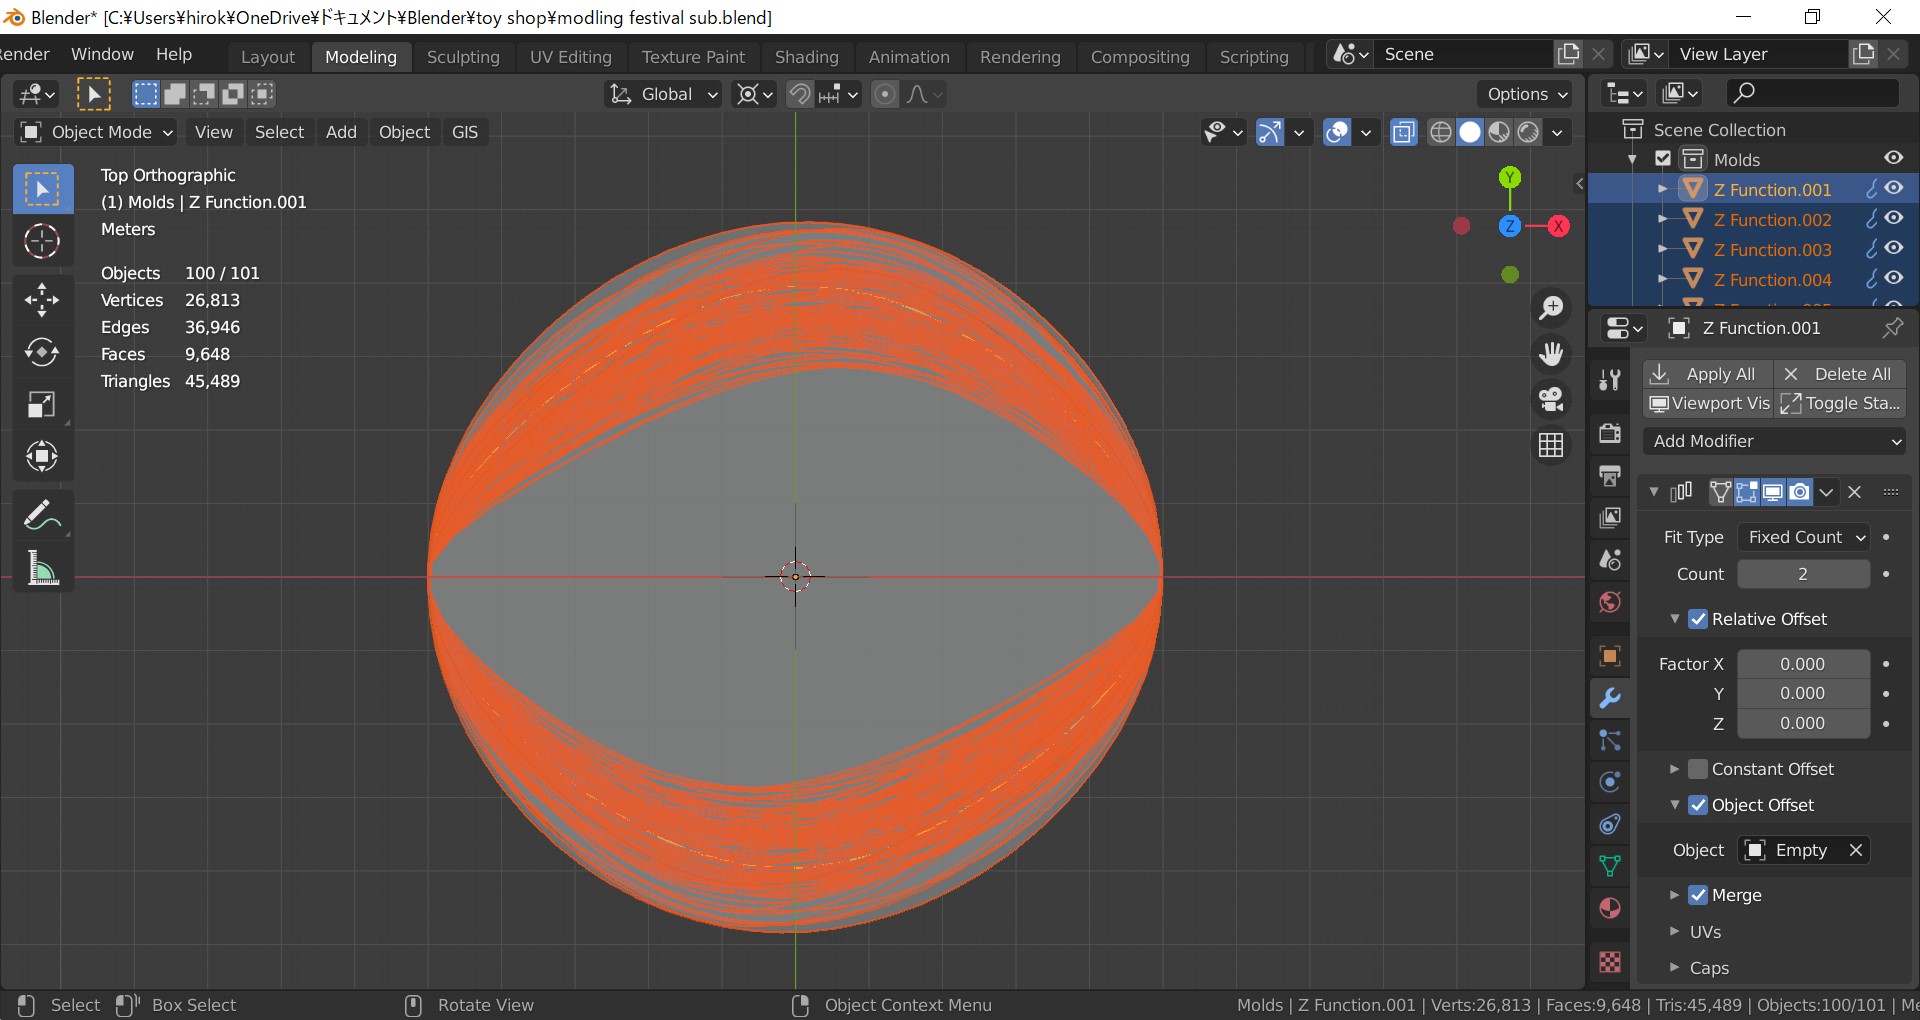 Blender* [C:¥Users¥hirok¥OneDrive¥ドキュメント¥Blender¥toy shop¥modling festival sub.blend]
ender Window Help Layout Modeling Sculpting UV Editing Texture Paint Shading Animation Rendering Compositing Scripting Scene View Layer
Global Options
Object Mode View Select Add Object GIS
Scene Collection
Molds
Z Function.001
Z Function.002
Z Function.003
Z Function.004
Top Orthographic
(1) Molds | Z Function.001
Meters
Objects 100 / 101
Vertices 26,813
Edges 36,946
Faces 9,648
Triangles 45,489
Y
Z X
Z Function.001
Apply All Delete All
Viewport Vis Toggle Sta...
Add Modifier
Fit Type Fixed Count
Count 2
Relative Offset
Factor X 0.000
Y 0.000
Z 0.000
Constant Offset
Object Offset
Object Empty
Merge
UVs
Caps
Select Box Select Rotate View Object Context Menu Molds | Z Function.001 | Verts:26,813 | Faces:9,648 | Tris:45,489 | Objects:100/101 | Me